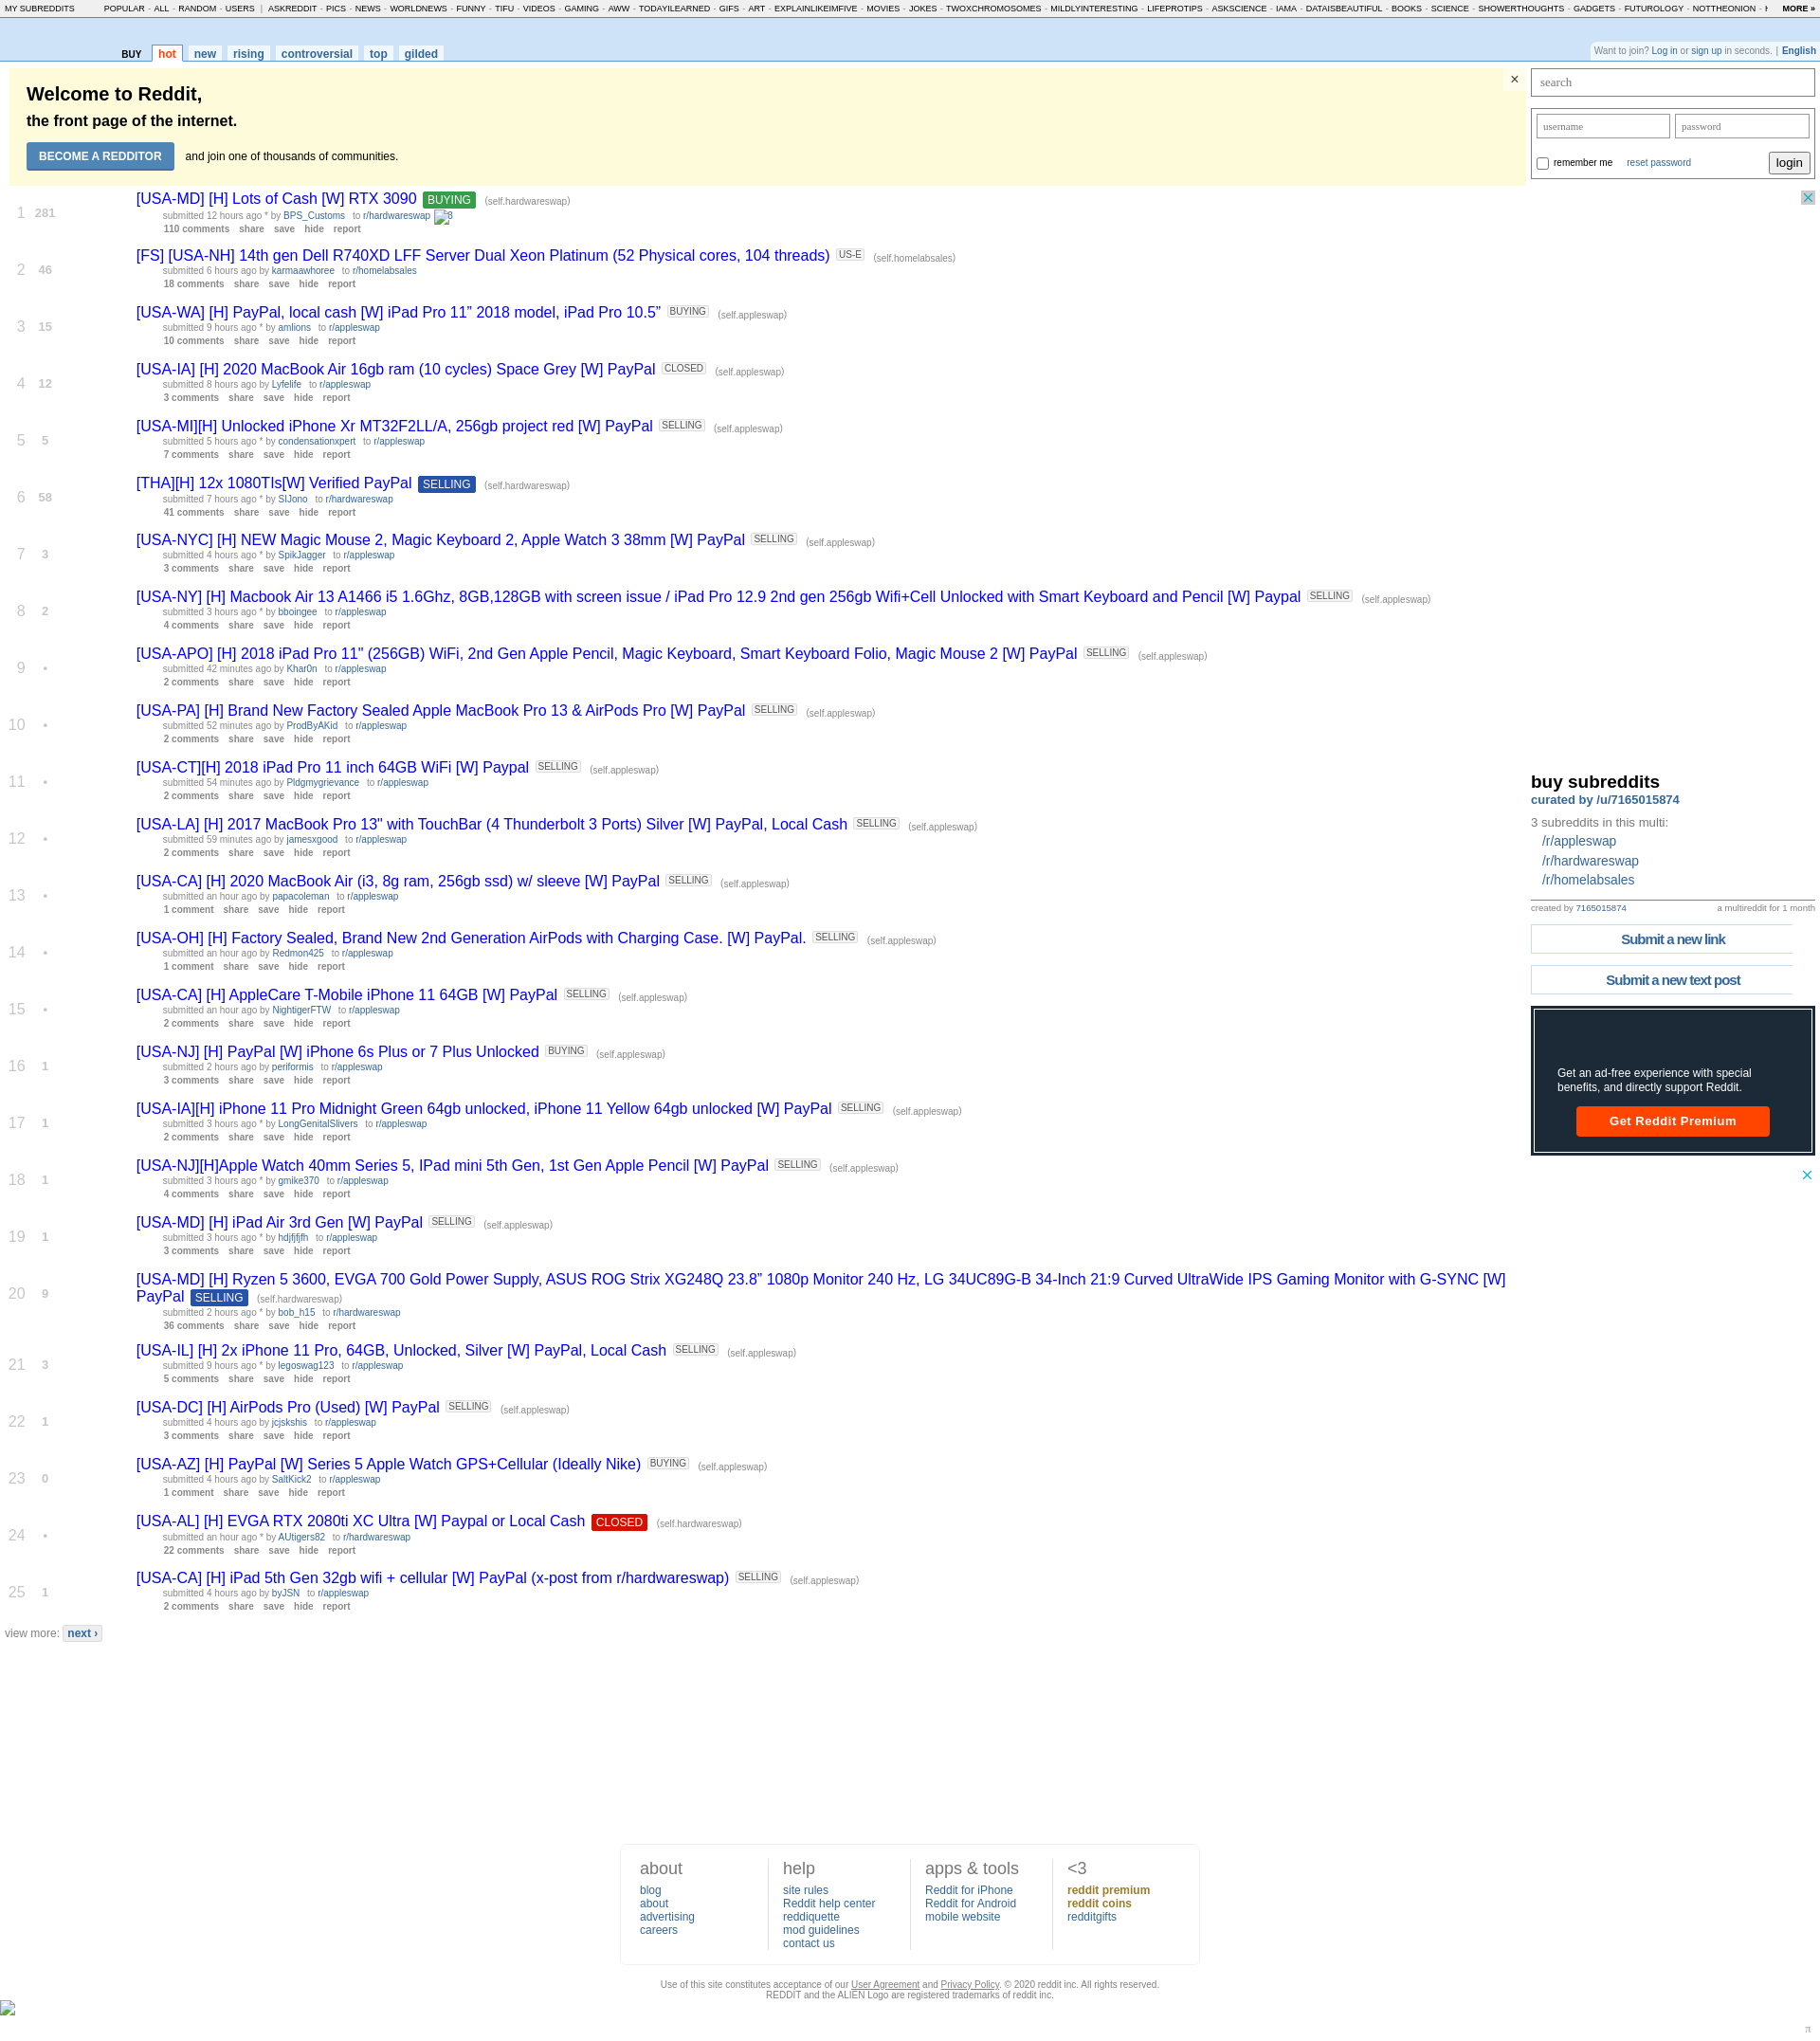 MY SUBREDDITS POPULAR - ALL - RANDOM - USERS | ASKREDDIT - PICS - NEWS - WORLDNEWS - FUNNY - TIFU - VIDEOS - GAMING - AWW - TODAYILEARNED - GIFS - ART - EXPLAINLIKEIMFIVE - MOVIES - JOKES - TWOXCHROMOSOMES - MILDLYINTERESTING - LIFEPROTIPS - ASKSCIENCE - IAMA - DATAISBEAUTIFUL - BOOKS - SCIENCE - SHOWERTHOUGHTS - GADGETS - FUTUROLOGY - NOTTHEONION - MORE »
BUY hot new rising controversial top gilded
Want to join? Log in or sign up in seconds. | English
Welcome to Reddit,
the front page of the internet.
BECOME A REDDITOR and join one of thousands of communities.
×
search
username password
remember me reset password login
1 281 [USA-MD] [H] Lots of Cash [W] RTX 3090 BUYING (self.hardwareswap)
submitted 12 hours ago * by BPS_Customs to r/hardwareswap 8
110 comments share save hide report
2 46 [FS] [USA-NH] 14th gen Dell R740XD LFF Server Dual Xeon Platinum (52 Physical cores, 104 threads) US-E (self.homelabsales)
submitted 6 hours ago by karmaawhoree to r/homelabsales
18 comments share save hide report
3 15 [USA-WA] [H] PayPal, local cash [W] iPad Pro 11” 2018 model, iPad Pro 10.5” BUYING (self.appleswap)
submitted 9 hours ago * by amlions to r/appleswap
10 comments share save hide report
4 12 [USA-IA] [H] 2020 MacBook Air 16gb ram (10 cycles) Space Grey [W] PayPal CLOSED (self.appleswap)
submitted 8 hours ago by Lyfelife to r/appleswap
3 comments share save hide report
5 5 [USA-MI][H] Unlocked iPhone Xr MT32F2LL/A, 256gb project red [W] PayPal SELLING (self.appleswap)
submitted 5 hours ago * by condensationxpert to r/appleswap
7 comments share save hide report
6 58 [THA][H] 12x 1080TIs[W] Verified PayPal SELLING (self.hardwareswap)
submitted 7 hours ago * by SIJono to r/hardwareswap
41 comments share save hide report
7 3 [USA-NYC] [H] NEW Magic Mouse 2, Magic Keyboard 2, Apple Watch 3 38mm [W] PayPal SELLING (self.appleswap)
submitted 4 hours ago * by SpikJagger to r/appleswap
3 comments share save hide report
8 2 [USA-NY] [H] Macbook Air 13 A1466 i5 1.6Ghz, 8GB,128GB with screen issue / iPad Pro 12.9 2nd gen 256gb Wifi+Cell Unlocked with Smart Keyboard and Pencil [W] Paypal SELLING (self.appleswap)
submitted 3 hours ago * by bboingee to r/appleswap
4 comments share save hide report
9 • [USA-APO] [H] 2018 iPad Pro 11" (256GB) WiFi, 2nd Gen Apple Pencil, Magic Keyboard, Smart Keyboard Folio, Magic Mouse 2 [W] PayPal SELLING (self.appleswap)
submitted 42 minutes ago by Khar0n to r/appleswap
2 comments share save hide report
10 • [USA-PA] [H] Brand New Factory Sealed Apple MacBook Pro 13 & AirPods Pro [W] PayPal SELLING (self.appleswap)
submitted 52 minutes ago by ProdByAKid to r/appleswap
2 comments share save hide report
11 • [USA-CT][H] 2018 iPad Pro 11 inch 64GB WiFi [W] Paypal SELLING (self.appleswap)
submitted 54 minutes ago by Pldgmygrievance to r/appleswap
2 comments share save hide report
12 • [USA-LA] [H] 2017 MacBook Pro 13" with TouchBar (4 Thunderbolt 3 Ports) Silver [W] PayPal, Local Cash SELLING (self.appleswap)
submitted 59 minutes ago by jamesxgood to r/appleswap
2 comments share save hide report
13 • [USA-CA] [H] 2020 MacBook Air (i3, 8g ram, 256gb ssd) w/ sleeve [W] PayPal SELLING (self.appleswap)
submitted an hour ago by papacoleman to r/appleswap
1 comment share save hide report
14 • [USA-OH] [H] Factory Sealed, Brand New 2nd Generation AirPods with Charging Case. [W] PayPal. SELLING (self.appleswap)
submitted an hour ago by Redmon425 to r/appleswap
1 comment share save hide report
15 • [USA-CA] [H] AppleCare T-Mobile iPhone 11 64GB [W] PayPal SELLING (self.appleswap)
submitted an hour ago by NightigerFTW to r/appleswap
2 comments share save hide report
16 1 [USA-NJ] [H] PayPal [W] iPhone 6s Plus or 7 Plus Unlocked BUYING (self.appleswap)
submitted 2 hours ago by periformis to r/appleswap
3 comments share save hide report
17 1 [USA-IA][H] iPhone 11 Pro Midnight Green 64gb unlocked, iPhone 11 Yellow 64gb unlocked [W] PayPal SELLING (self.appleswap)
submitted 3 hours ago * by LongGenitalSlivers to r/appleswap
2 comments share save hide report
18 1 [USA-NJ][H]Apple Watch 40mm Series 5, IPad mini 5th Gen, 1st Gen Apple Pencil [W] PayPal SELLING (self.appleswap)
submitted 3 hours ago * by gmike370 to r/appleswap
4 comments share save hide report
19 1 [USA-MD] [H] iPad Air 3rd Gen [W] PayPal SELLING (self.appleswap)
submitted 3 hours ago * by hdjfjfjfh to r/appleswap
3 comments share save hide report
20 9 [USA-MD] [H] Ryzen 5 3600, EVGA 700 Gold Power Supply, ASUS ROG Strix XG248Q 23.8” 1080p Monitor 240 Hz, LG 34UC89G-B 34-Inch 21:9 Curved UltraWide IPS Gaming Monitor with G-SYNC [W]
PayPal SELLING (self.hardwareswap)
submitted 2 hours ago * by bob_h15 to r/hardwareswap
36 comments share save hide report
21 3 [USA-IL] [H] 2x iPhone 11 Pro, 64GB, Unlocked, Silver [W] PayPal, Local Cash SELLING (self.appleswap)
submitted 9 hours ago * by legoswag123 to r/appleswap
5 comments share save hide report
22 1 [USA-DC] [H] AirPods Pro (Used) [W] PayPal SELLING (self.appleswap)
submitted 4 hours ago by jcjskshis to r/appleswap
3 comments share save hide report
23 0 [USA-AZ] [H] PayPal [W] Series 5 Apple Watch GPS+Cellular (Ideally Nike) BUYING (self.appleswap)
submitted 4 hours ago by SaltKick2 to r/appleswap
1 comment share save hide report
24 • [USA-AL] [H] EVGA RTX 2080ti XC Ultra [W] Paypal or Local Cash CLOSED (self.hardwareswap)
submitted an hour ago * by AUtigers82 to r/hardwareswap
22 comments share save hide report
25 1 [USA-CA] [H] iPad 5th Gen 32gb wifi + cellular [W] PayPal (x-post from r/hardwareswap) SELLING (self.appleswap)
submitted 4 hours ago by byJSN to r/appleswap
2 comments share save hide report
view more: next ›
buy subreddits
curated by /u/7165015874
3 subreddits in this multi:
/r/appleswap
/r/hardwareswap
/r/homelabsales
created by 7165015874 a multireddit for 1 month
Submit a new link
Submit a new text post
Get an ad-free experience with special
benefits, and directly support Reddit.
Get Reddit Premium
about
blog
about
advertising
careers
help
site rules
Reddit help center
reddiquette
mod guidelines
contact us
apps & tools
Reddit for iPhone
Reddit for Android
mobile website
<3
reddit premium
reddit coins
redditgifts
Use of this site constitutes acceptance of our User Agreement and Privacy Policy. © 2020 reddit inc. All rights reserved.
REDDIT and the ALIEN Logo are registered trademarks of reddit inc.
π